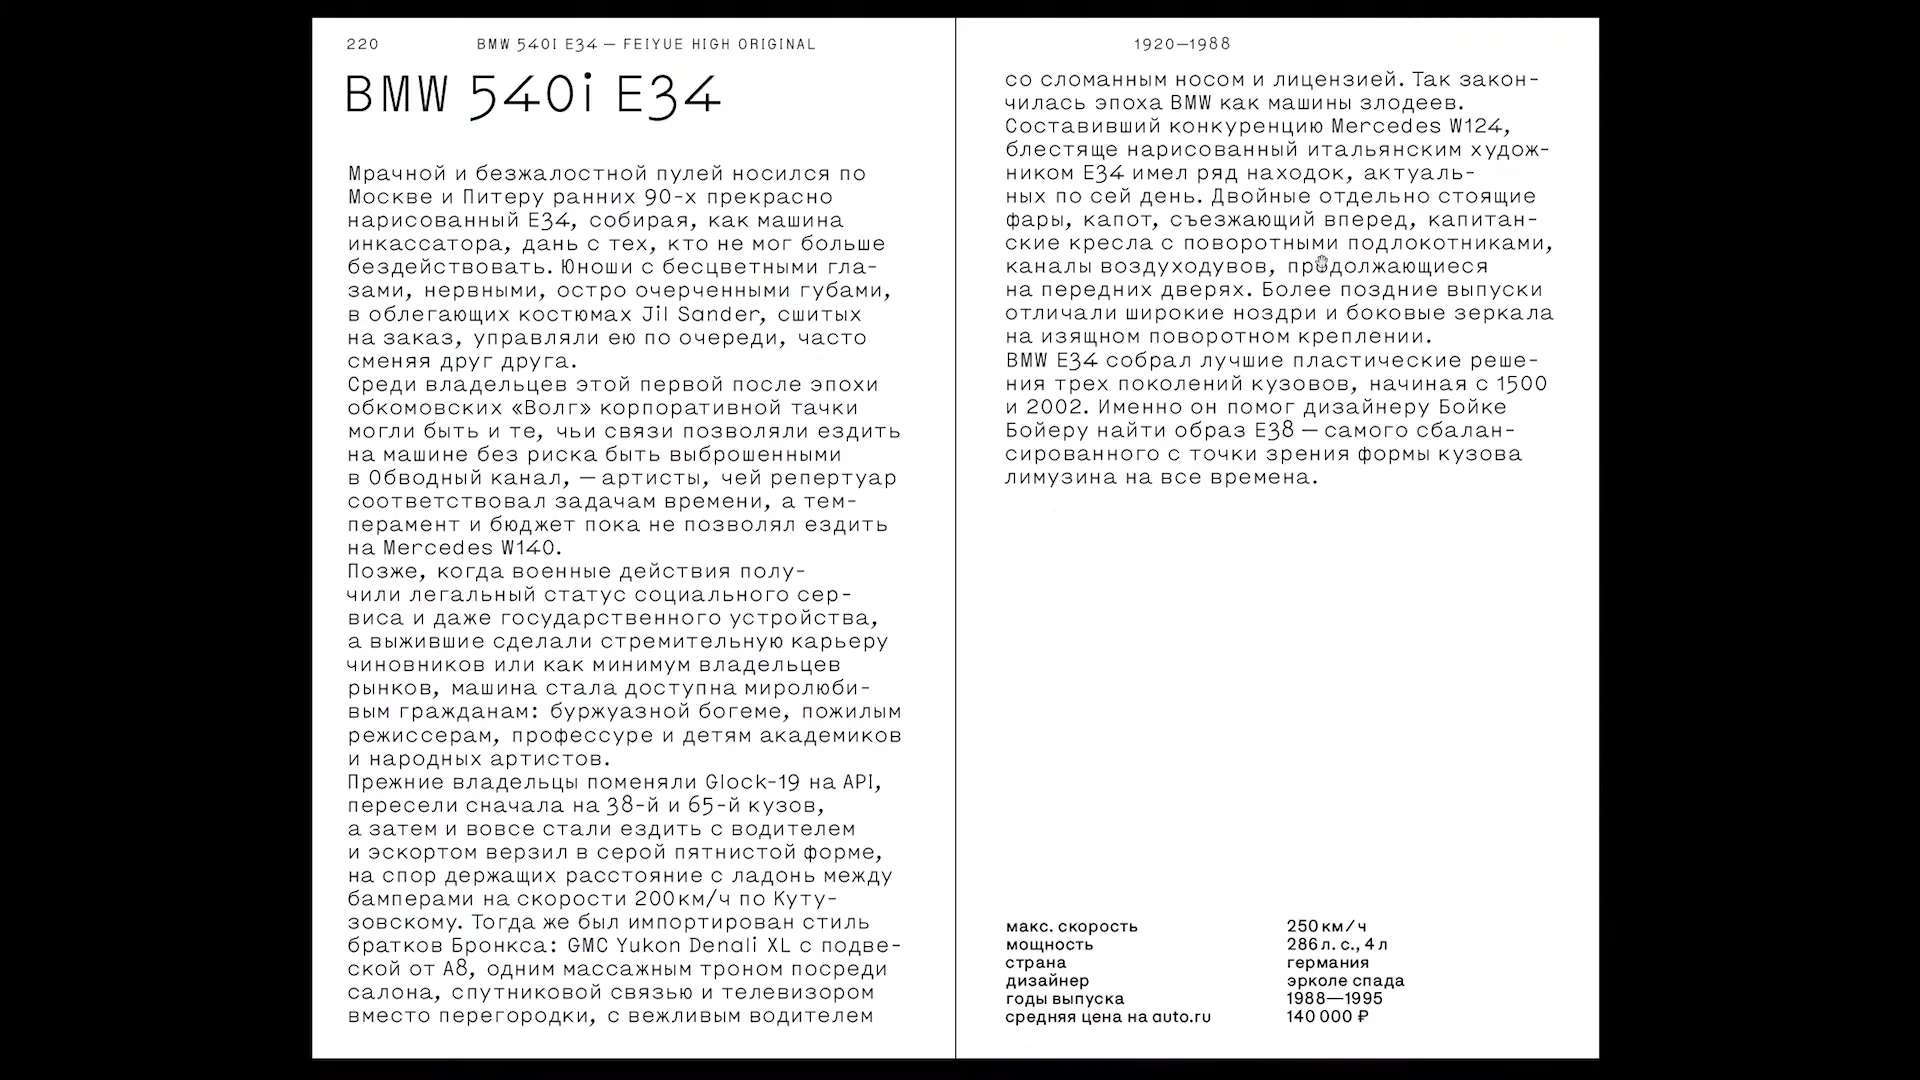 220
BMW 540I E34 — FEIYUE HIGH ORIGINAL
BMW 540i E34
Мрачной и безжалостной пулей носился по
Москве и Питеру ранних 90-х прекрасно
нарисованный E34, собирая, как машина
инкассатора, дань с тех, кто не мог больше
бездействовать. Юноши с бесцветными гла-
зами, нервными, остро очерченными губами,
в облегающих костюмах Jil Sander, сшитых
на заказ, управляли ею по очереди, часто
сменяя друг друга.
Среди владельцев этой первой после эпохи
обкомовских «Волг» корпоративной тачки
могли быть и те, чьи связи позволяли ездить
на машине без риска быть выброшенными
в Обводный канал, — артисты, чей репертуар
соответствовал задачам времени, а тем-
перамент и бюджет пока не позволял ездить
на Mercedes W140.
Позже, когда военные действия полу-
чили легальный статус социального сер-
виса и даже государственного устройства,
а выжившие сделали стремительную карьеру
чиновников или как минимум владельцев
рынков, машина стала доступна миролюби-
вым гражданам: буржуазной богеме, пожилым
режиссерам, профессуре и детям академиков
и народных артистов.
Прежние владельцы поменяли Glock-19 на API,
пересели сначала на 38-й и 65-й кузов,
а затем и вовсе стали ездить с водителем
и эскортом верзил в серой пятнистой форме,
на спор держащих расстояние с ладонь между
бамперами на скорости 200 км/ч по Куту-
зовскому. Тогда же был импортирован стиль
братков Бронкса: GMC Yukon Denali XL с подве-
ской от A8, одним массажным троном посреди
салона, спутниковой связью и телевизором
вместо перегородки, с вежливым водителем
1920—1988
со сломанным носом и лицензией. Так закон-
чилась эпоха BMW как машины злодеев.
Составивший конкуренцию Mercedes W124,
блестяще нарисованный итальянским худож-
ником E34 имел ряд находок, актуаль-
ных по сей день. Двойные отдельно стоящие
фары, капот, съезжающий вперед, капитан-
ские кресла с поворотными подлокотниками,
каналы воздуходувов, продолжающиеся
на передних дверях. Более поздние выпуски
отличали широкие ноздри и боковые зеркала
на изящном поворотном креплении.
BMW E34 собрал лучшие пластические реше-
ния трех поколений кузовов, начиная с 1500
и 2002. Именно он помог дизайнеру Бойке
Бойеру найти образ E38 — самого сбалан-
сированного с точки зрения формы кузова
лимузина на все времена.
макс. скорость 250 км/ч
мощность 286 л. с., 4 л
страна германия
дизайнер эрколе спада
годы выпуска 1988—1995
средняя цена на auto.ru 140 000 ₽